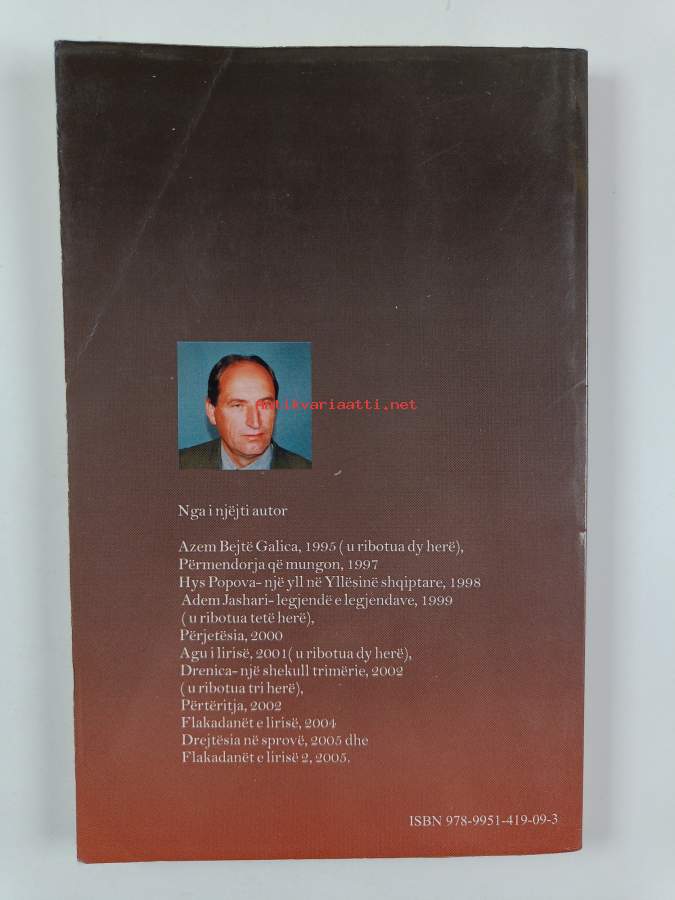 antikvariaatti.net
Nga i njëjti autor
Azem Bejtë Galica, 1995 ( u ribotua dy herë),
Përmendorja që mungon, 1997
Hys Popova- një yll në Yllësinë shqiptare, 1998
Adem Jashari- legjendë e legjendave, 1999
( u ribotua tetë herë),
Përjetësia, 2000
Agu i lirisë, 2001( u ribotua dy herë),
Drenica- një shekull trimërie, 2002
( u ribotua tri herë),
Përtëritja, 2002
Flakadanët e lirisë, 2004
Drejtësia në sprovë, 2005 dhe
Flakadanët e lirisë 2, 2005.
ISBN 978-9951-419-09-3